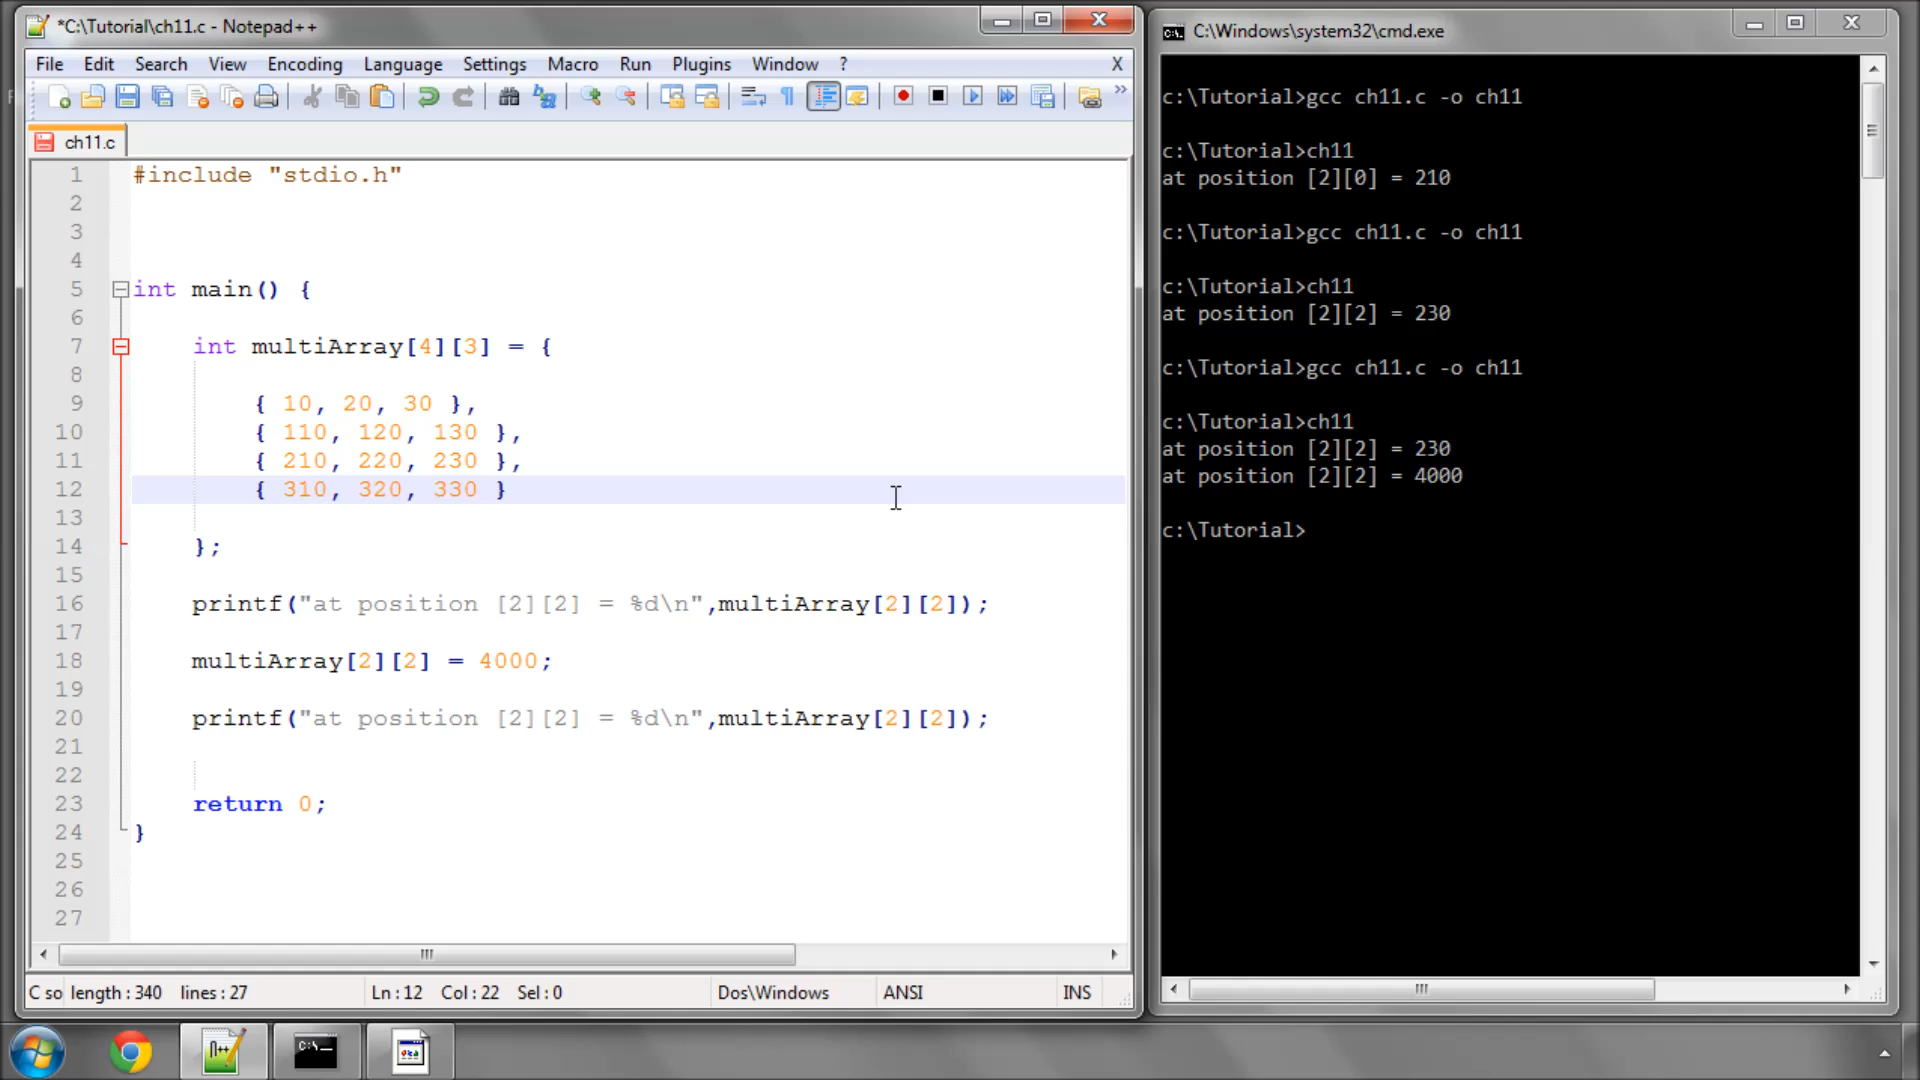 *C:\Tutorial\ch11.c - Notepad++
File Edit Search View Encoding Language Settings Macro Run Plugins Window ? X
ch11.c
1 #include "stdio.h"
2
3
4
5 int main() {
6
7 int multiArray[4][3] = {
8
9 { 10, 20, 30 },
10 { 110, 120, 130 },
11 { 210, 220, 230 },
12 { 310, 320, 330 }
13
14 };
15
16 printf("at position [2][2] = %d\n",multiArray[2][2]);
17
18 multiArray[2][2] = 4000;
19
20 printf("at position [2][2] = %d\n",multiArray[2][2]);
21
22
23 return 0;
24 }
25
26
27
C so length : 340 lines : 27 Ln : 12 Col : 22 Sel : 0 Dos\Windows ANSI INS
C:\Windows\system32\cmd.exe
c:\Tutorial>gcc ch11.c -o ch11
c:\Tutorial>ch11
at position [2][0] = 210
c:\Tutorial>gcc ch11.c -o ch11
c:\Tutorial>ch11
at position [2][2] = 230
c:\Tutorial>gcc ch11.c -o ch11
c:\Tutorial>ch11
at position [2][2] = 230
at position [2][2] = 4000
c:\Tutorial>